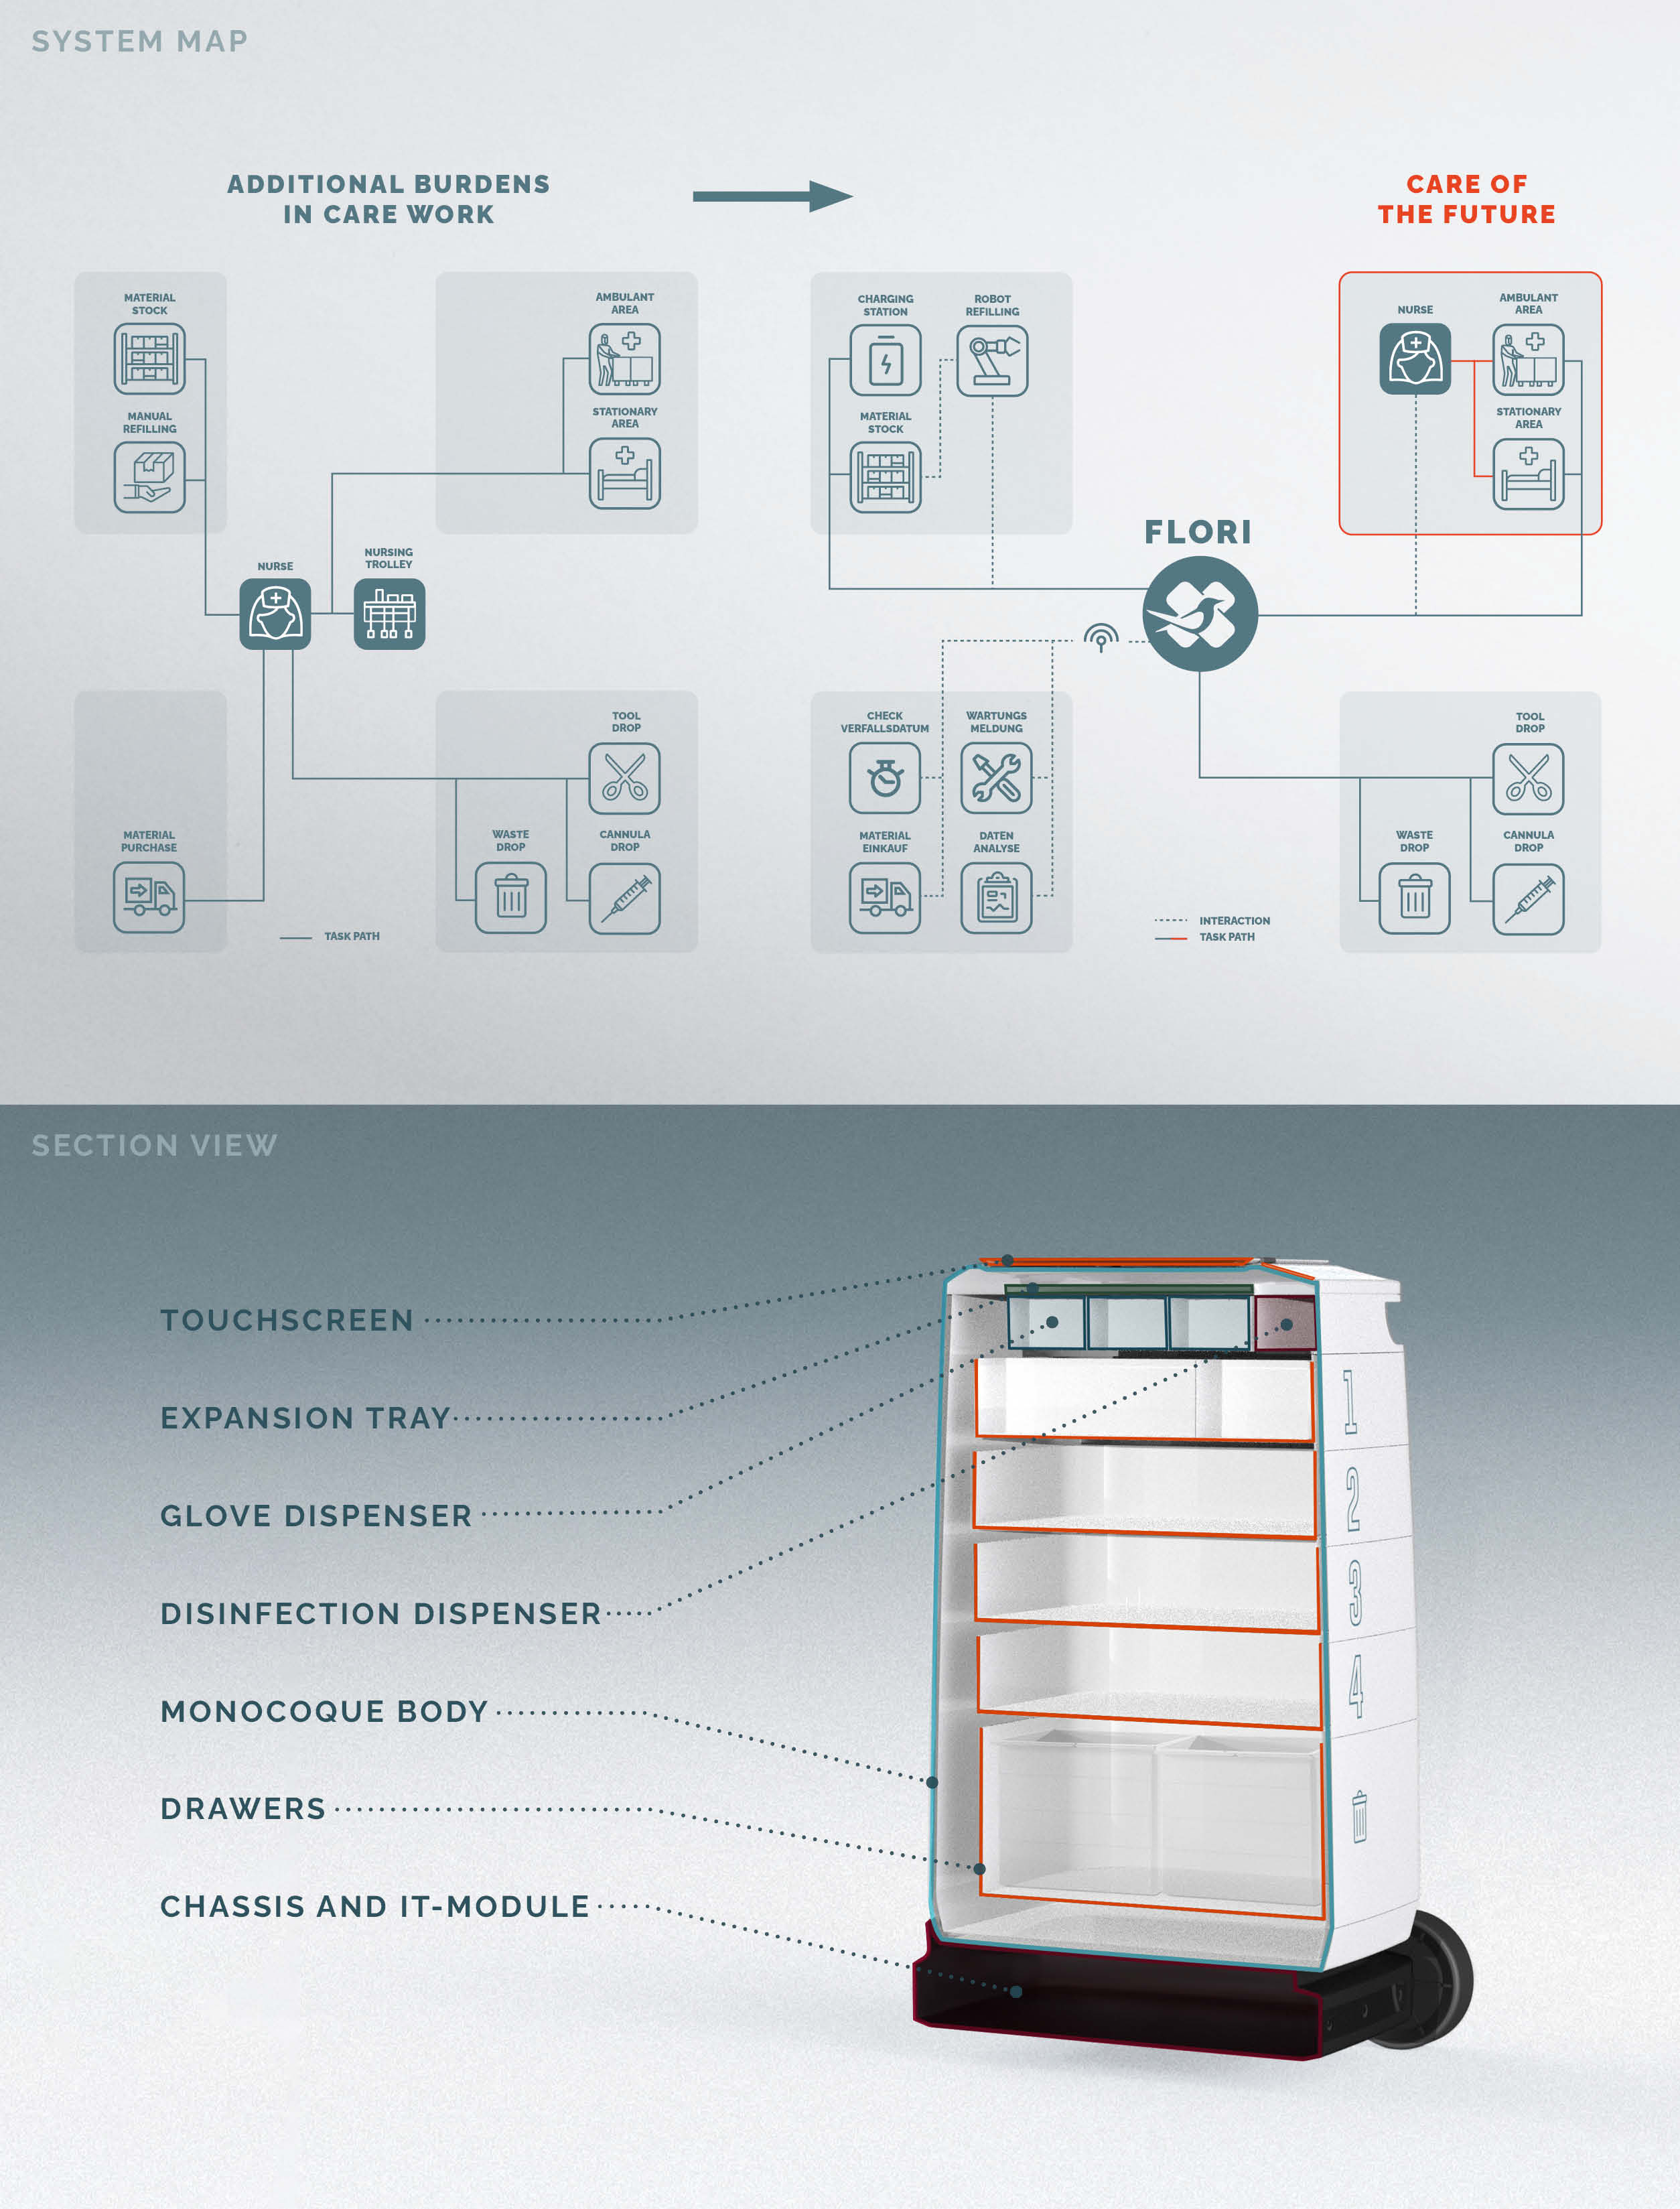 SYSTEM MAP
ADDITIONAL BURDENS
IN CARE WORK
CARE OF
THE FUTURE
MATERIAL
STOCK
MANUAL
REFILLING
AMBULANT
AREA
STATIONARY
AREA
NURSE
NURSING
TROLLEY
MATERIAL
PURCHASE
TOOL
DROP
WASTE
DROP
CANNULA
DROP
TASK PATH
CHARGING
STATION
ROBOT
REFILLING
MATERIAL
STOCK
NURSE
AMBULANT
AREA
STATIONARY
AREA
FLORI
CHECK
VERFALLSDATUM
WARTUNGS
MELDUNG
MATERIAL
EINKAUF
DATEN
ANALYSE
INTERACTION
TASK PATH
TOOL
DROP
WASTE
DROP
CANNULA
DROP
SECTION VIEW
TOUCHSCREEN
EXPANSION TRAY
GLOVE DISPENSER
DISINFECTION DISPENSER
MONOCOQUE BODY
DRAWERS
CHASSIS AND IT-MODULE
1
2
3
4